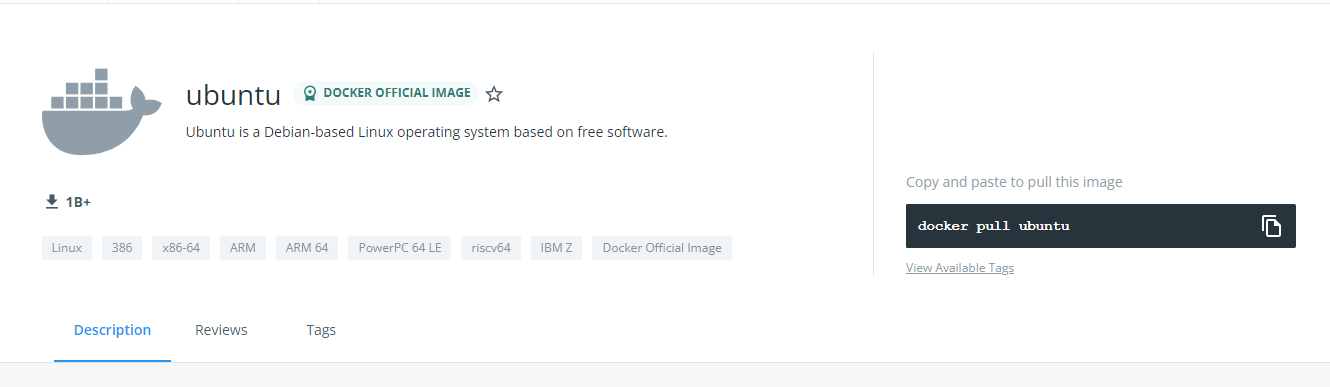 ubuntu
DOCKER OFFICIAL IMAGE
Ubuntu is a Debian-based Linux operating system based on free software.
1B+
Linux 386 x86-64 ARM ARM 64 PowerPC 64 LE riscv64 IBM Z Docker Official Image
Copy and paste to pull this image
docker pull ubuntu
View Available Tags
Description Reviews Tags